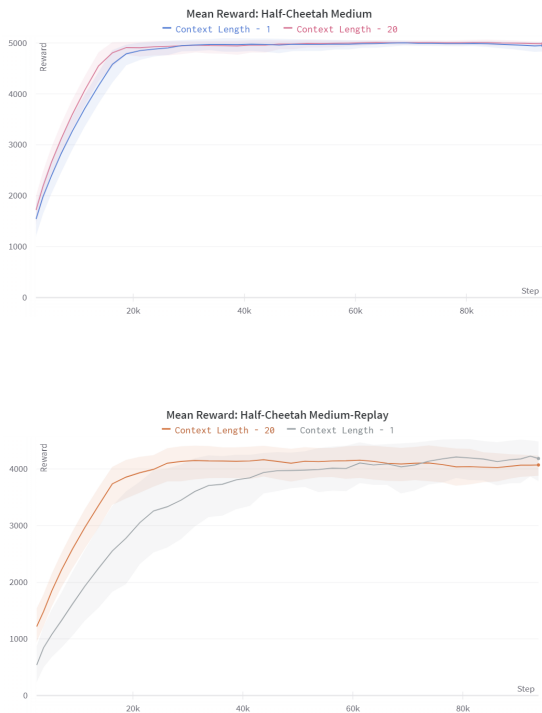 Mean Reward: Half-Cheetah Medium
Context Length - 1 Context Length - 20
Reward
5000
4000
3000
2000
1000
0
Step
20k 40k 60k 80k
Mean Reward: Half-Cheetah Medium-Replay
Context Length - 20 Context Length - 1
Reward
4000
3000
2000
1000
0
Step
20k 40k 60k 80k